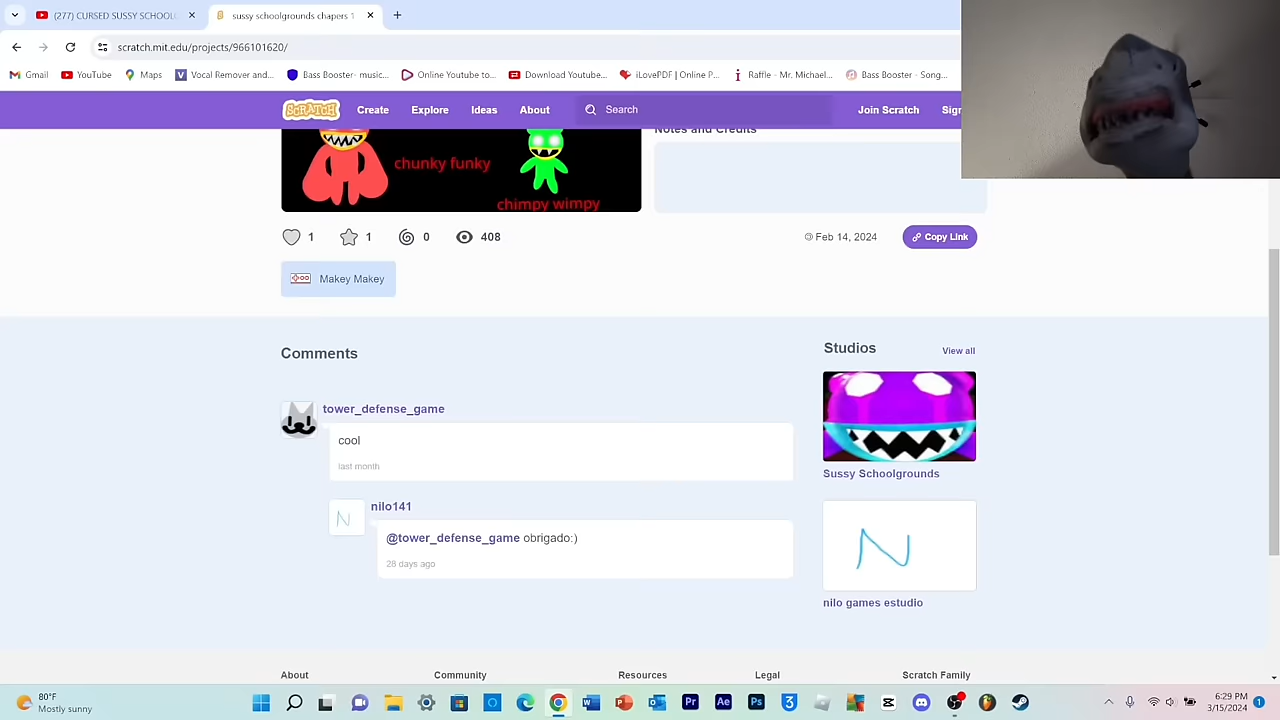 (277) CURSED SUSSY SCHOOL
sussy schoolgrounds chapers 1
scratch.mit.edu/projects/966101620/
Gmail
YouTube
Maps
Vocal Remover and...
Bass Booster- music...
Online Youtube to...
Download Youtube...
iLovePDF | Online P...
Raffle - Mr. Michael...
Bass Booster - Song...
SCRATCH
Create
Explore
Ideas
About
Search
Join Scratch
Sign
Notes and Credits
chunky funky
chimpy wimpy
1
1
0
408
© Feb 14, 2024
Copy Link
Makey Makey
Comments
tower_defense_game
cool
last month
nilo141
@tower_defense_game obrigado:)
28 days ago
Studios
View all
Sussy Schoolgrounds
N
nilo games estudio
About
Community
Resources
Legal
Scratch Family
80°F
Mostly sunny
6:29 PM
3/15/2024